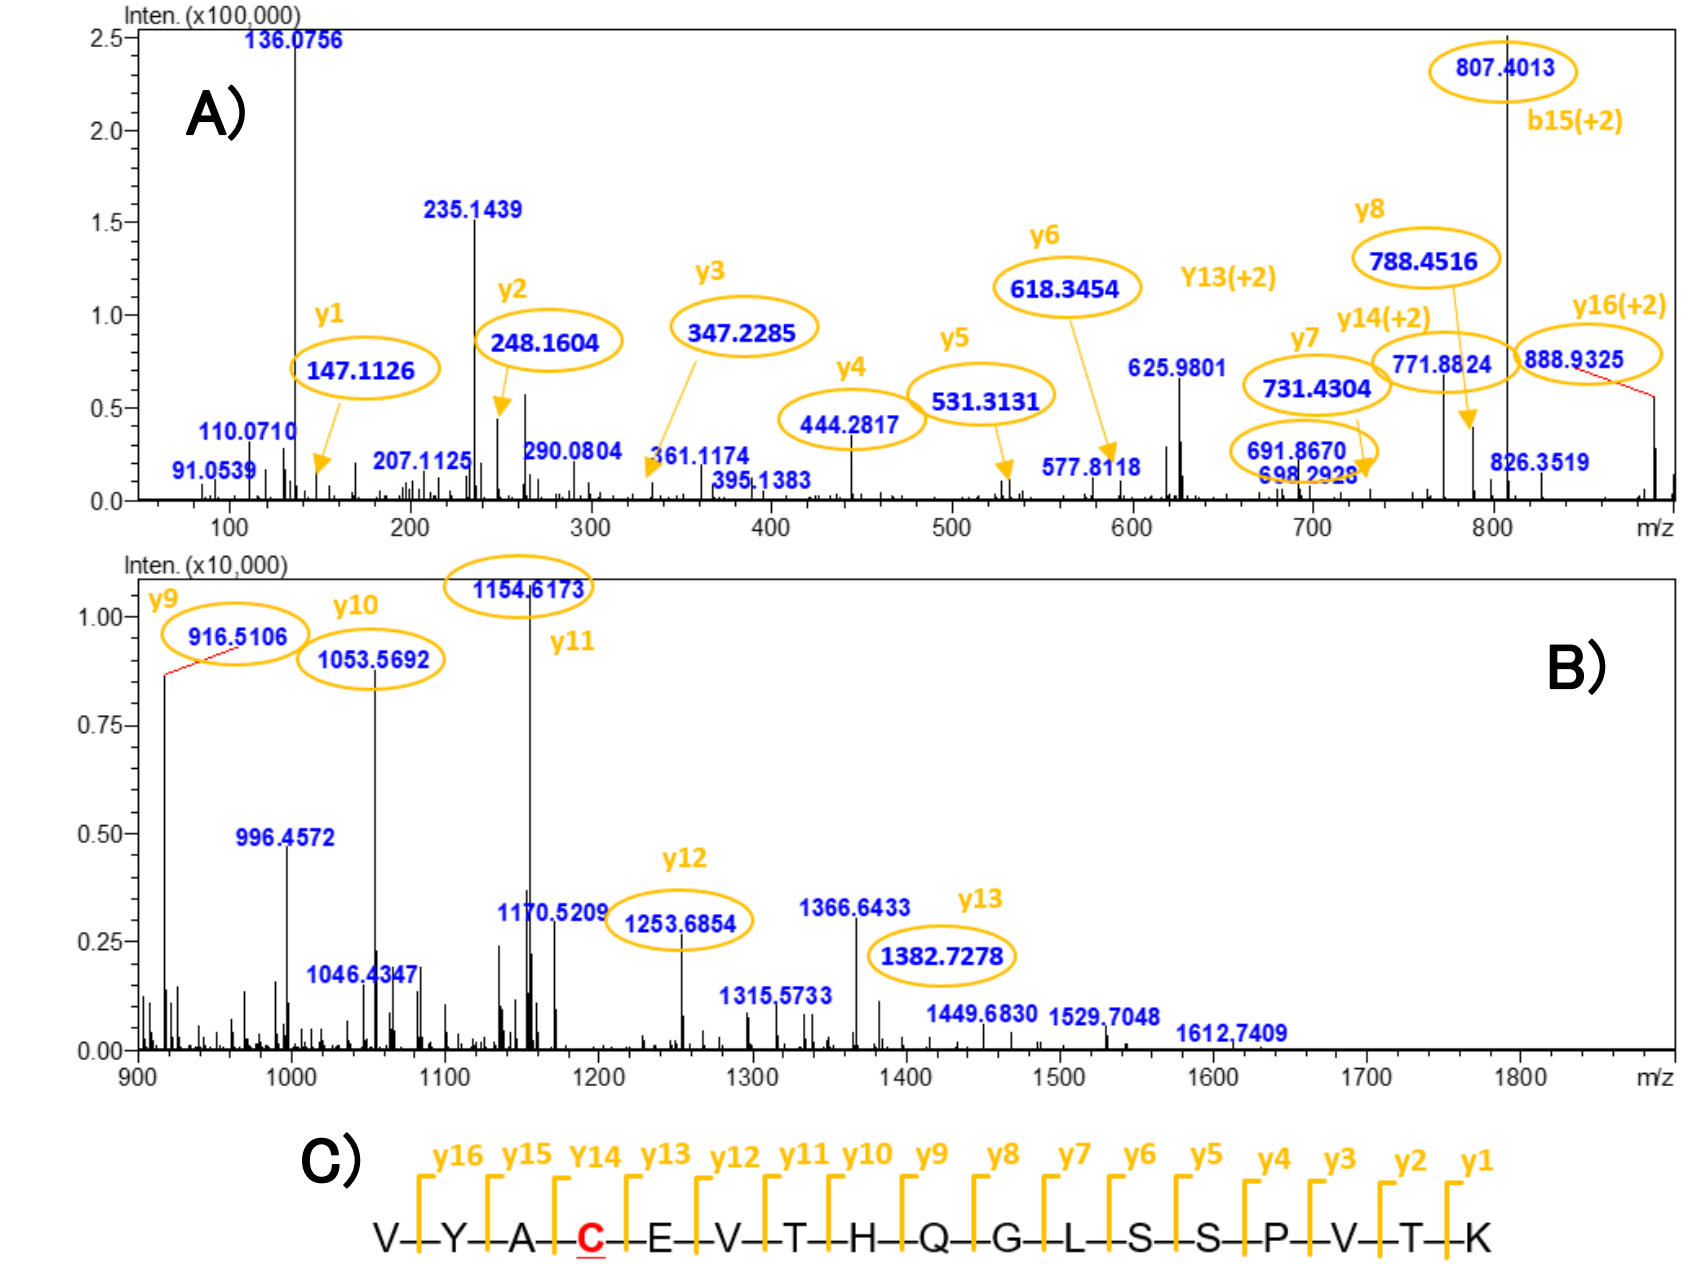 Inten. (x100,000)
2.5
2.0
1.5
1.0
0.5
0.0
A)
136.0756
235.1439
y1
147.1126
y2
248.1604
y3
347.2285
y4
444.2817
y5
531.3131
y6
618.3454
Y13(+2)
y7
731.4304
y14(+2)
771.8824
y8
788.4516
807.4013
b15(+2)
y16(+2)
888.9325
110.0710
91.0539
207.1125
290.0804
361.1174
395.1383
577.8118
625.9801
691.8670
698.2928
826.3519
100 200 300 400 500 600 700 800 m/z
Inten. (x10,000)
1.00
0.75
0.50
0.25
0.00
B)
y9
916.5106
y10
1053.5692
1154.6173
y11
996.4572
1046.4347
1170.5209
y12
1253.6854
1315.5733
1366.6433
y13
1382.7278
1449.6830
1529.7048
1612.7409
900 1000 1100 1200 1300 1400 1500 1600 1700 1800 m/z
C)
y16 y15 Y14 y13 y12 y11 y10 y9 y8 y7 y6 y5 y4 y3 y2 y1
V—Y—A—C—E—V—T—H—Q—G—L—S—S—P—V—T—K